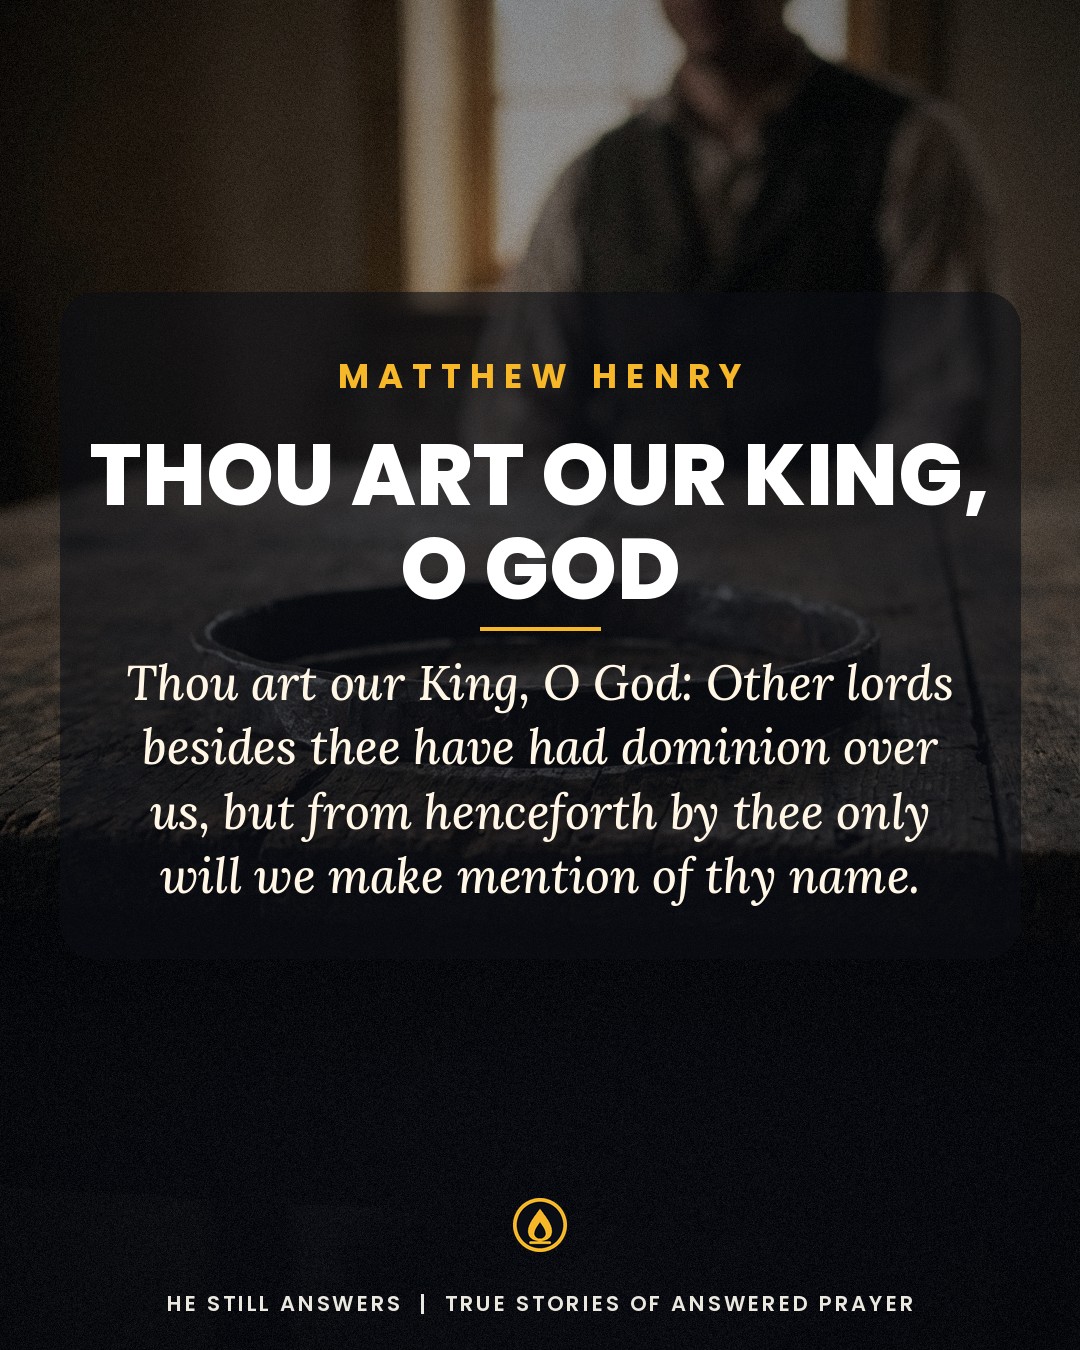 MATTHEW HENRY
THOU ART OUR KING,
O GOD
Thou art our King, O God: Other lords
besides thee have had dominion over
us, but from henceforth by thee only
will we make mention of thy name.
HE STILL ANSWERS | TRUE STORIES OF ANSWERED PRAYER